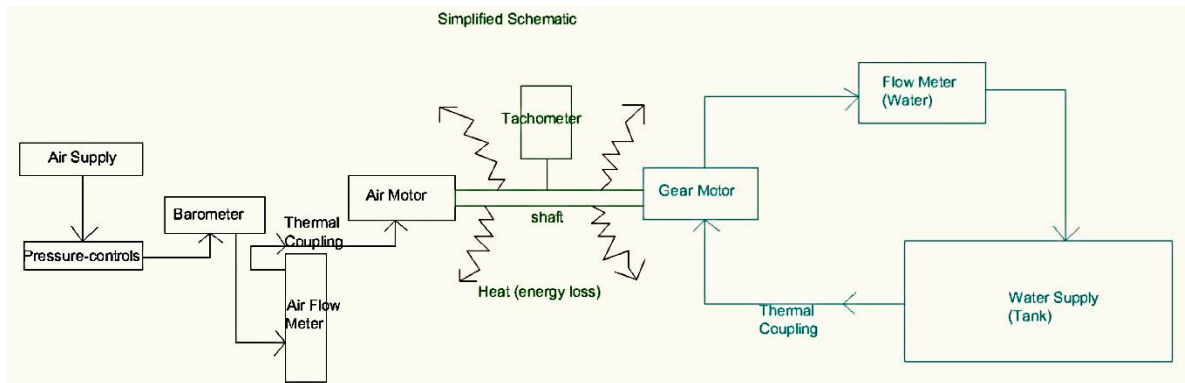 Simplified Schematic
Air Supply
Pressure-controls
Barometer
Thermal
Coupling
Air Flow
Meter
Air Motor
Tachometer
shaft
Heat (energy loss)
Gear Motor
Flow Meter
(Water)
Thermal
Coupling
Water Supply
(Tank)